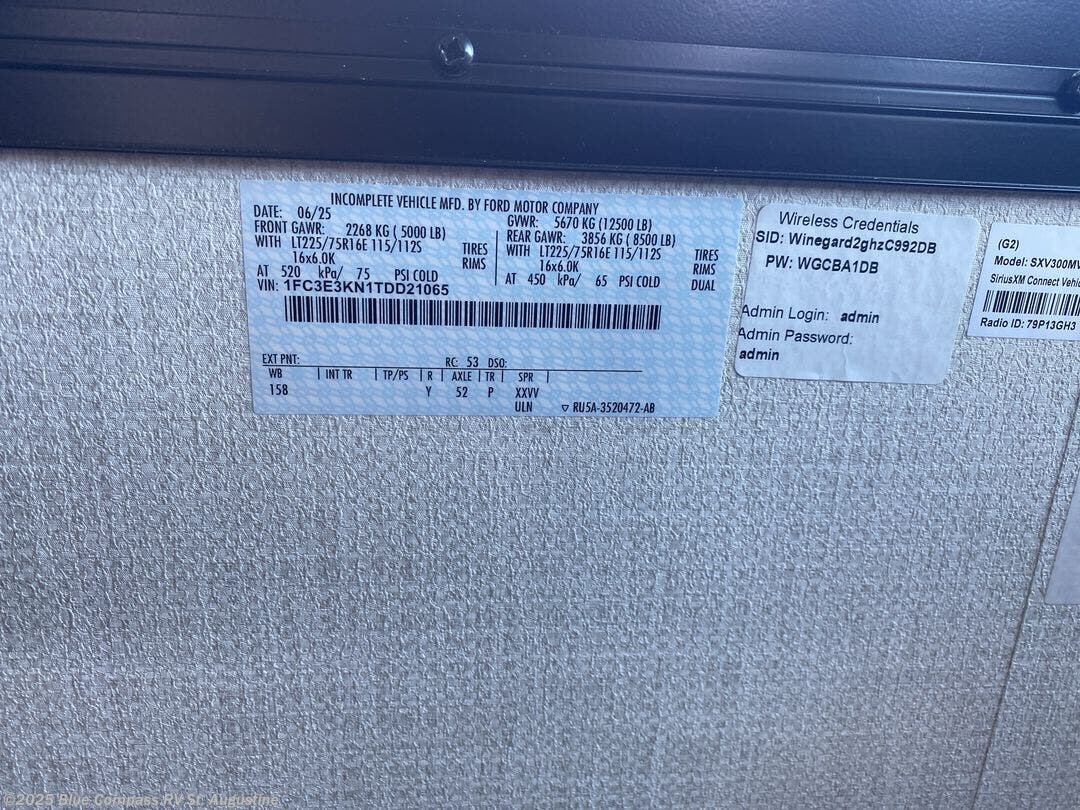 INCOMPLETE VEHICLE MFD. BY FORD MOTOR COMPANY
DATE: 06/25 GVWR: 5670 KG (12500 LB)
FRONT GAWR: 2268 KG ( 5000 LB) REAR GAWR: 3856 KG ( 8500 LB)
WITH LT225/75R16E 115/112S TIRES WITH LT225/75R16E 115/112S TIRES
16x6.0K RIMS 16x6.0K RIMS
AT 520 kPa/ 75 PSI COLD AT 450 kPa/ 65 PSI COLD DUAL
VIN: 1FC3E3KN1TDD21065
EXT PNT: RC: 53 DSO:
WB | INT TR | TP/PS | R | AXLE | TR | SPR |
158 Y 52 P XXVV
ULN ▽ RU5A-3520472-AB
Wireless Credentials
SID: Winegard2ghzC992DB
PW: WGCBA1DB
Admin Login: admin
Admin Password:
admin
(G2)
Model: SXV300MV
SiriusXM Connect Vehic
Radio ID: 79P13GH3
©2025 Blue Compass RV St. Augustine